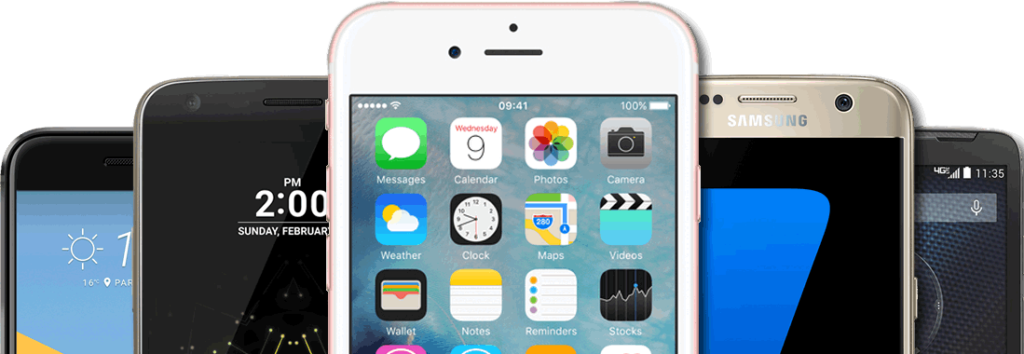 09:41
100%
Wednesday
9
Messages
Calendar
Photos
Camera
280
Weather
Clock
Maps
Videos
Wallet
Notes
Reminders
Stocks
16°
PAR
PM
2:00
SUNDAY, FEBRUAR
SAMSUNG
4G
11:35